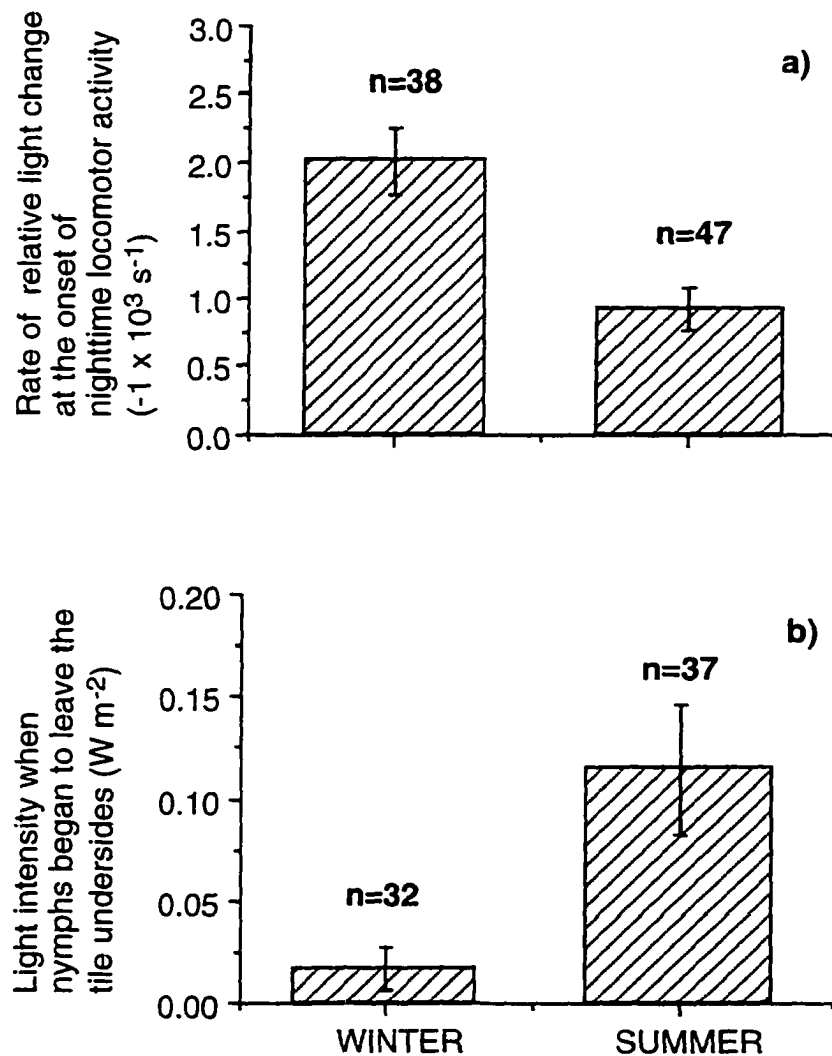 Rate of relative light change
at the onset of
nighttime locomotor activity
(-1 x 10³ s⁻¹)
3.0
2.5
2.0
1.5
1.0
0.5
0.0
a)
n=38
n=47
Light intensity when
nymphs began to leave the
tile undersides (W m⁻²)
0.20
0.15
0.10
0.05
0.00
b)
n=32
n=37
WINTER SUMMER